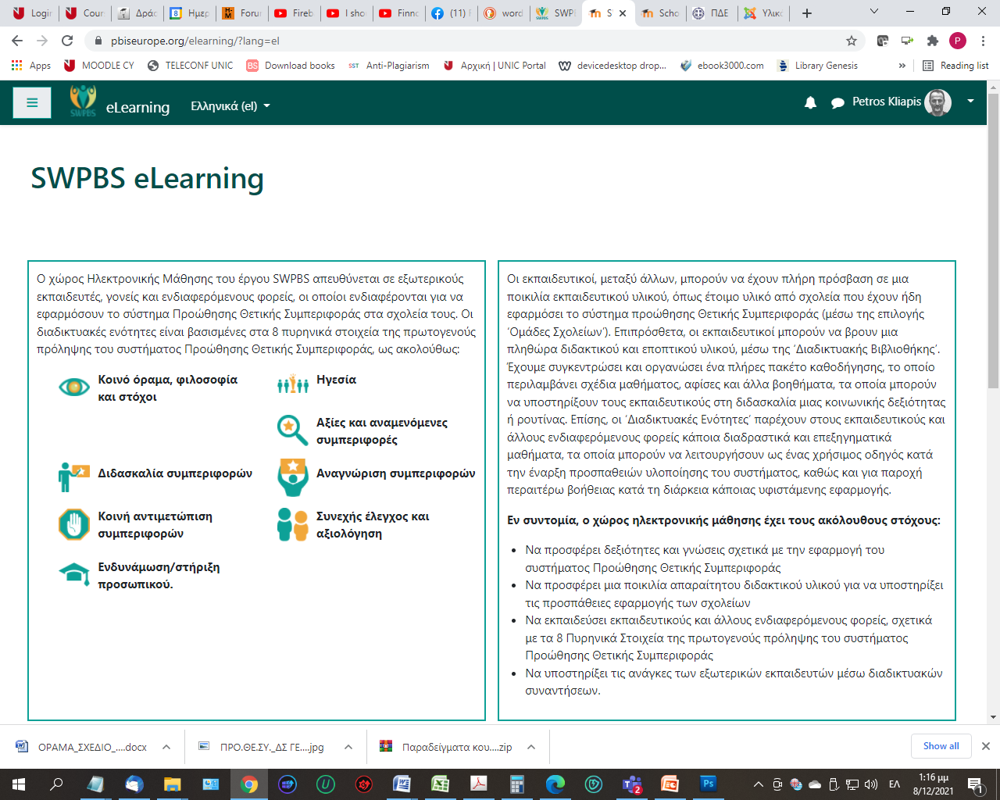 Login
Cour
Δράσ
Ημερ
Forur
Fireb
I sho
Finno
(11) F
word
SWPB
S
Scho
ΠΔΕ
Υλικο
pbiseurope.org/elearning/?lang=el
P
Apps
MOODLE CY
TELECONF UNIC
Download books
Anti-Plagiarism
Αρχική | UNIC Portal
devicedesktop drop...
ebook3000.com
Library Genesis
»
Reading list
SWPBS
eLearning
Ελληνικά (el)
Petros Kliapis
SWPBS eLearning
Ο χώρος Ηλεκτρονικής Μάθησης του έργου SWPBS απευθύνεται σε εξωτερικούς
εκπαιδευτές, γονείς και ενδιαφερόμενους φορείς, οι οποίοι ενδιαφέρονται για να
εφαρμόσουν το σύστημα Προώθησης Θετικής Συμπεριφοράς στα σχολεία τους. Οι
διαδικτυακές ενότητες είναι βασισμένες στα 8 πυρηνικά στοιχεία της πρωτογενούς
πρόληψης του συστήματος Προώθησης Θετικής Συμπεριφοράς, ως ακολούθως:
Κοινό όραμα, φιλοσοφία
και στόχοι
Ηγεσία
Αξίες και αναμενόμενες
συμπεριφορές
Διδασκαλία συμπεριφορών
Αναγνώριση συμπεριφορών
Κοινή αντιμετώπιση
συμπεριφορών
Συνεχής έλεγχος και
αξιολόγηση
Ενδυνάμωση/στήριξη
προσωπικού.
Οι εκπαιδευτικοί, μεταξύ άλλων, μπορούν να έχουν πλήρη πρόσβαση σε μια
ποικιλία εκπαιδευτικού υλικού, όπως έτοιμο υλικό από σχολεία που έχουν ήδη
εφαρμόσει το σύστημα προώθησης Θετικής Συμπεριφοράς (μέσω της επιλογής
‘Ομάδες Σχολείων’). Επιπρόσθετα, οι εκπαιδευτικοί μπορούν να βρουν μια
πληθώρα διδακτικού και εποπτικού υλικού, μέσω της ‘Διαδικτυακής Βιβλιοθήκης’.
Έχουμε συγκεντρώσει και οργανώσει ένα πλήρες πακέτο καθοδήγησης, το οποίο
περιλαμβάνει σχέδια μαθήματος, αφίσες και άλλα βοηθήματα, τα οποία μπορούν
να υποστηρίξουν τους εκπαιδευτικούς στη διδασκαλία μιας κοινωνικής δεξιότητας
ή ρουτίνας. Επίσης, οι ‘Διαδικτυακές Ενότητες’ παρέχουν στους εκπαιδευτικούς και
άλλους ενδιαφερόμενους φορείς κάποια διαδραστικά και επεξηγηματικά
μαθήματα, τα οποία μπορούν να λειτουργήσουν ως ένας χρήσιμος οδηγός κατά
την έναρξη προσπαθειών υλοποίησης του συστήματος, καθώς και για παροχή
περαιτέρω βοήθειας κατά τη διάρκεια κάποιας υφιστάμενης εφαρμογής.
Εν συντομία, ο χώρος ηλεκτρονικής μάθησης έχει τους ακόλουθους στόχους:
Να προσφέρει δεξιότητες και γνώσεις σχετικά με την εφαρμογή του
συστήματος Προώθησης Θετικής Συμπεριφοράς
Να προσφέρει μια ποικιλία απαραίτητου διδακτικού υλικού για να υποστηρίξει
τις προσπάθειες εφαρμογής των σχολείων
Να εκπαιδεύσει εκπαιδευτικούς και άλλους ενδιαφερόμενους φορείς, σχετικά
με τα 8 Πυρηνικά Στοιχεία της πρωτογενούς πρόληψης του συστήματος
Προώθησης Θετικής Συμπεριφοράς
Να υποστηρίξει τις ανάγκες των εξωτερικών εκπαιδευτών μέσω διαδικτυακών
συναντήσεων.
ΟΡΑΜΑ_ΣΧΕΔΙΟ_....docx
ΠΡΟ.ΘΕ.ΣΥ._ΔΣ ΓΕ....jpg
Παραδείγματα κου....zip
Show all
ΕΛ
1:16 μμ
8/12/2021